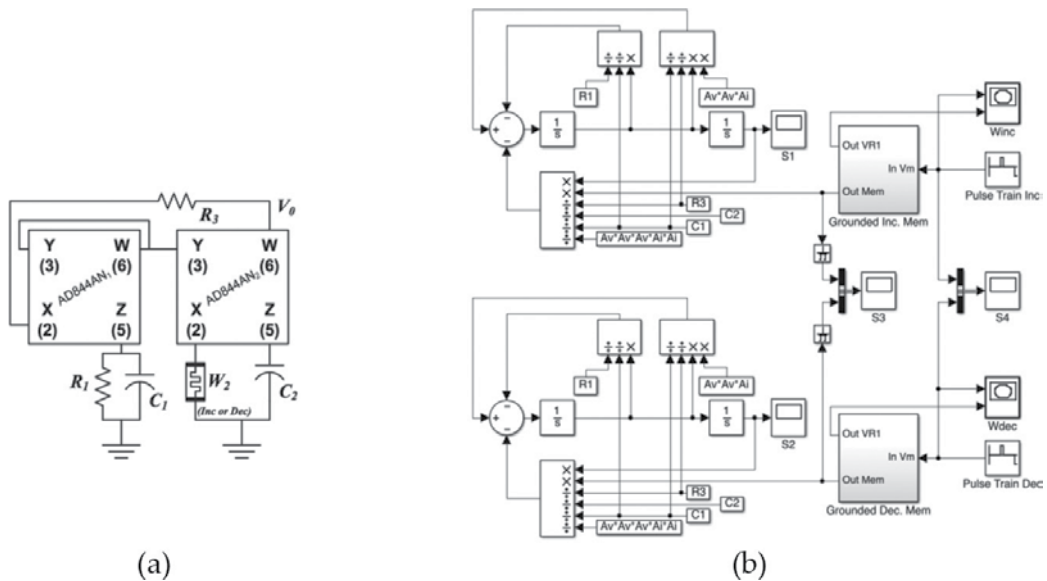 R3
V0
Y
(3)
W
(6)
AD844AN1
X
(2)
Z
(5)
Y
(3)
W
(6)
AD844AN2
X
(2)
Z
(5)
R1
C1
W2
(Inc or Dec)
C2
(a)
÷ ÷ ×
÷ ÷ × ×
R1
Av*Av*Ai
+
−
−
1
s
1
s
S1
×
×
÷
÷
÷
÷
R3
C2
C1
Av*Av*Av*Ai*Ai
Out VR1
In Vm
Out Mem
Grounded Inc. Mem
Winc
Pulse Train Inc
S3
S4
÷ ÷ ×
÷ ÷ × ×
R1
Av*Av*Ai
+
−
−
1
s
1
s
S2
×
×
÷
÷
÷
÷
R3
C2
C1
Av*Av*Av*Ai*Ai
Out VR1
In Vm
Out Mem
Grounded Dec. Mem
Wdec
Pulse Train Dec
(b)